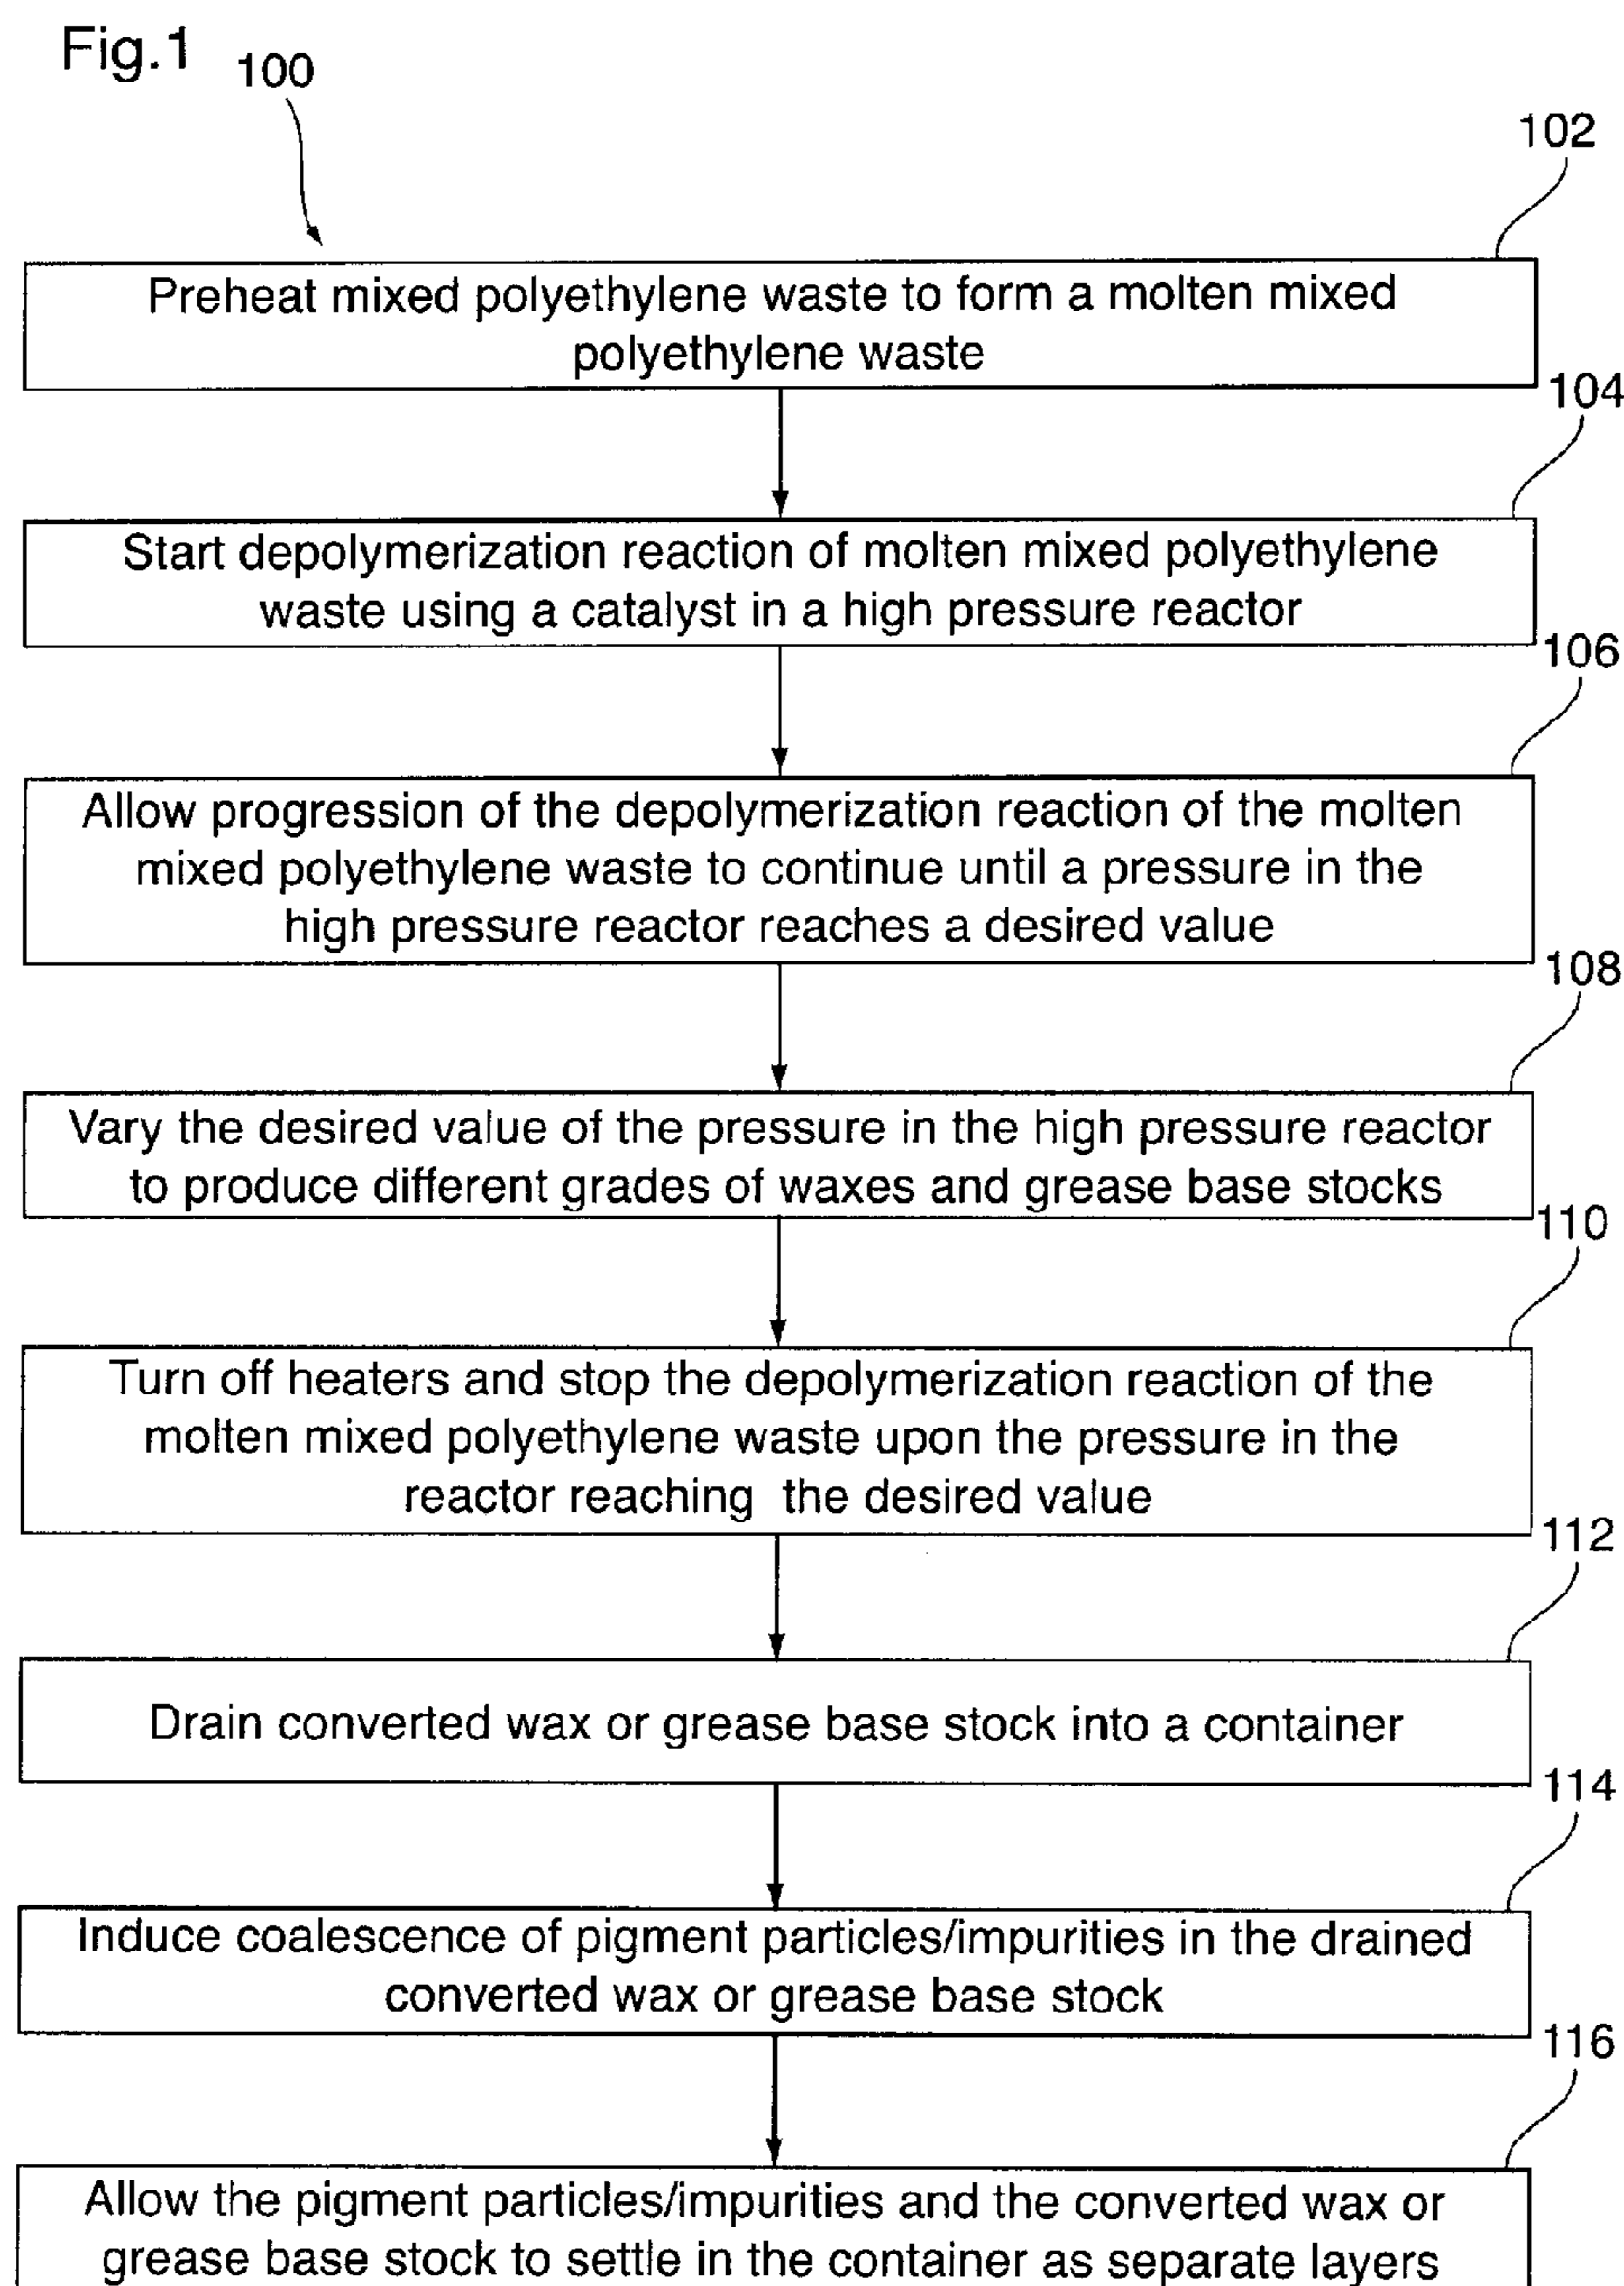 Fig.1
100
102
Preheat mixed polyethylene waste to form a molten mixed
polyethylene waste
104
Start depolymerization reaction of molten mixed polyethylene
waste using a catalyst in a high pressure reactor
106
Allow progression of the depolymerization reaction of the molten
mixed polyethylene waste to continue until a pressure in the
high pressure reactor reaches a desired value
108
Vary the desired value of the pressure in the high pressure reactor
to produce different grades of waxes and grease base stocks
110
Turn off heaters and stop the depolymerization reaction of the
molten mixed polyethylene waste upon the pressure in the
reactor reaching the desired value
112
Drain converted wax or grease base stock into a container
114
Induce coalescence of pigment particles/impurities in the drained
converted wax or grease base stock
116
Allow the pigment particles/impurities and the converted wax or
grease base stock to settle in the container as separate layers